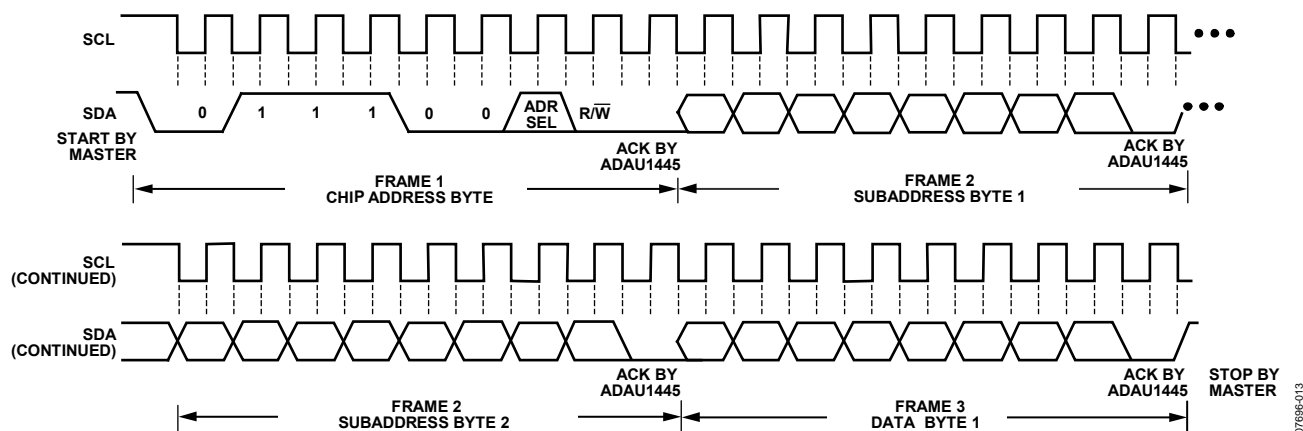 SCL
SDA
0 1 1 1 0 0 ADR SEL R/W̅
START BY
MASTER
ACK BY
ADAU1445
ACK BY
ADAU1445
FRAME 1
CHIP ADDRESS BYTE
FRAME 2
SUBADDRESS BYTE 1
SCL
(CONTINUED)
SDA
(CONTINUED)
ACK BY
ADAU1445
ACK BY
ADAU1445
STOP BY
MASTER
FRAME 2
SUBADDRESS BYTE 2
FRAME 3
DATA BYTE 1
07696-013